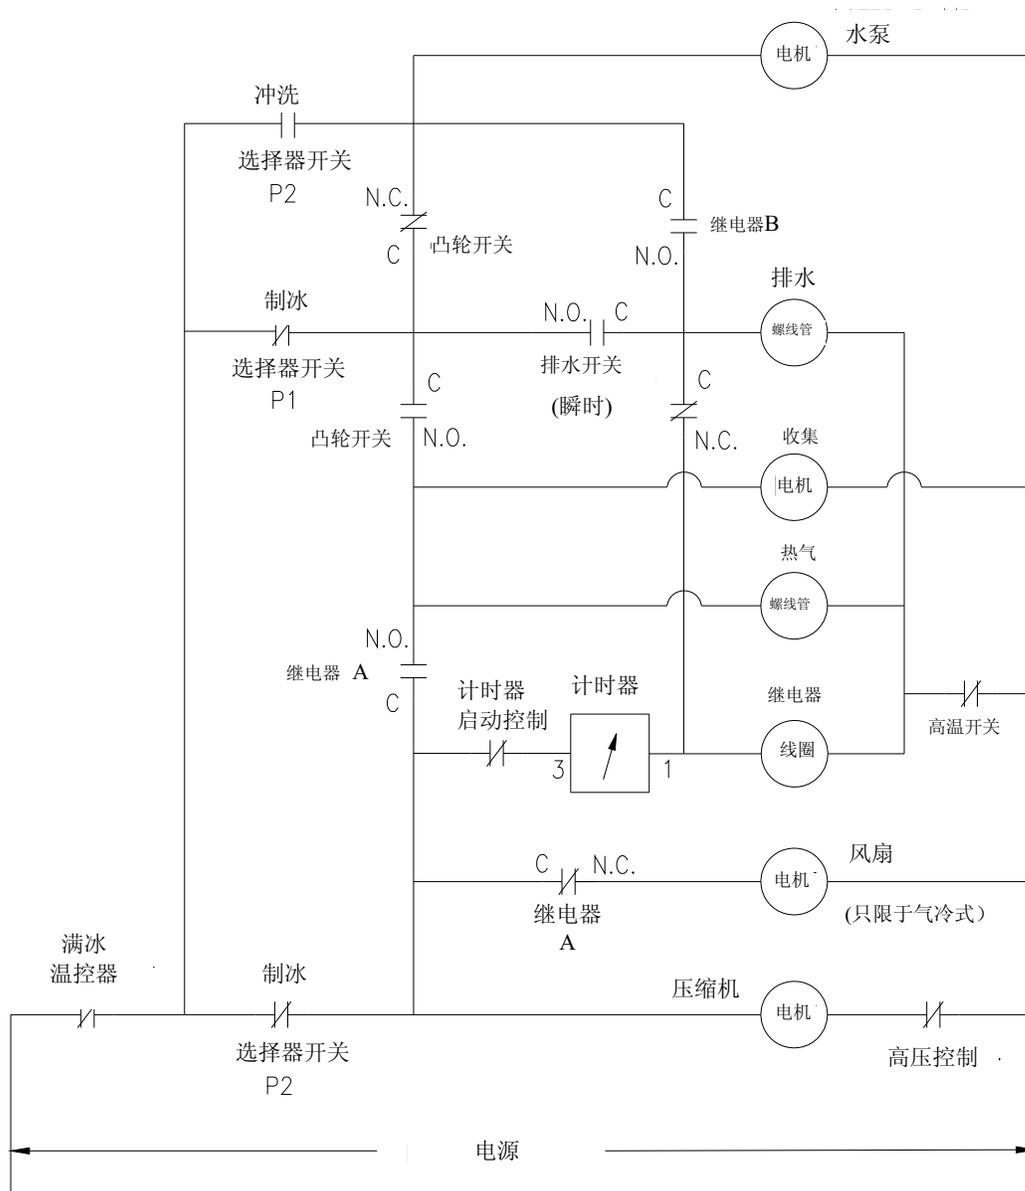 水泵
电机
冲洗
选择器开关
P2
N.C.
C
凸轮开关
C
继电器B
N.O.
制冰
选择器开关
P1
N.O.
C
排水开关
(瞬时)
排水
螺线管
C
凸轮开关
N.O.
C
N.C.
收集
电机
热气
螺线管
N.O.
继电器 A
C
计时器
启动控制
计时器
3
1
继电器
线圈
高温开关
C
N.C.
继电器
A
风扇
电机
(只限于气冷式）
满冰
温控器
制冰
选择器开关
P2
压缩机
电机
高压控制
电源